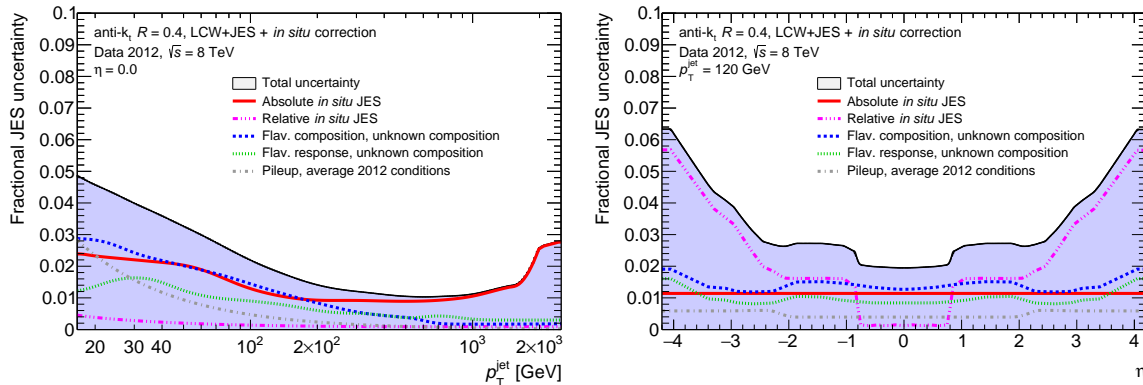 Fractional JES uncertainty
0.1
0.09
0.08
0.07
0.06
0.05
0.04
0.03
0.02
0.01
0
anti-kₜ R = 0.4, LCW+JES + in situ correction
Data 2012, √s = 8 TeV
η = 0.0
Total uncertainty
Absolute in situ JES
Relative in situ JES
Flav. composition, unknown composition
Flav. response, unknown composition
Pileup, average 2012 conditions
20 30 40 10² 2×10² 10³ 2×10³
p_T^jet [GeV]
Fractional JES uncertainty
0.1
0.09
0.08
0.07
0.06
0.05
0.04
0.03
0.02
0.01
0
anti-kₜ R = 0.4, LCW+JES + in situ correction
Data 2012, √s = 8 TeV
p_T^jet = 120 GeV
Total uncertainty
Absolute in situ JES
Relative in situ JES
Flav. composition, unknown composition
Flav. response, unknown composition
Pileup, average 2012 conditions
−4 −3 −2 −1 0 1 2 3 4